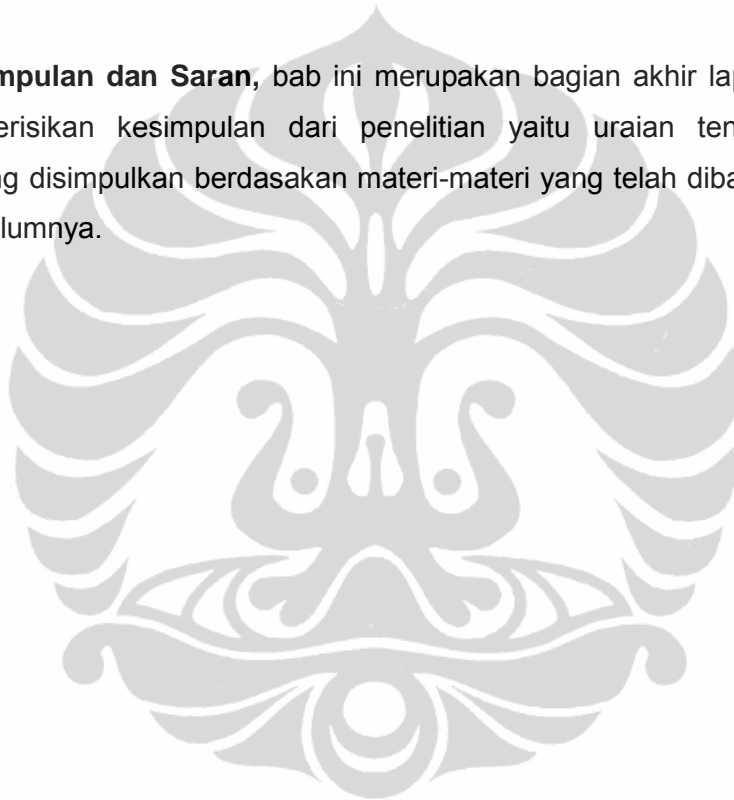 mpulan dan Saran, bab ini merupakan bagian akhir lap
erisikan kesimpulan dari penelitian yaitu uraian ten
ng disimpulkan berdasakan materi-materi yang telah diba
lumnya.